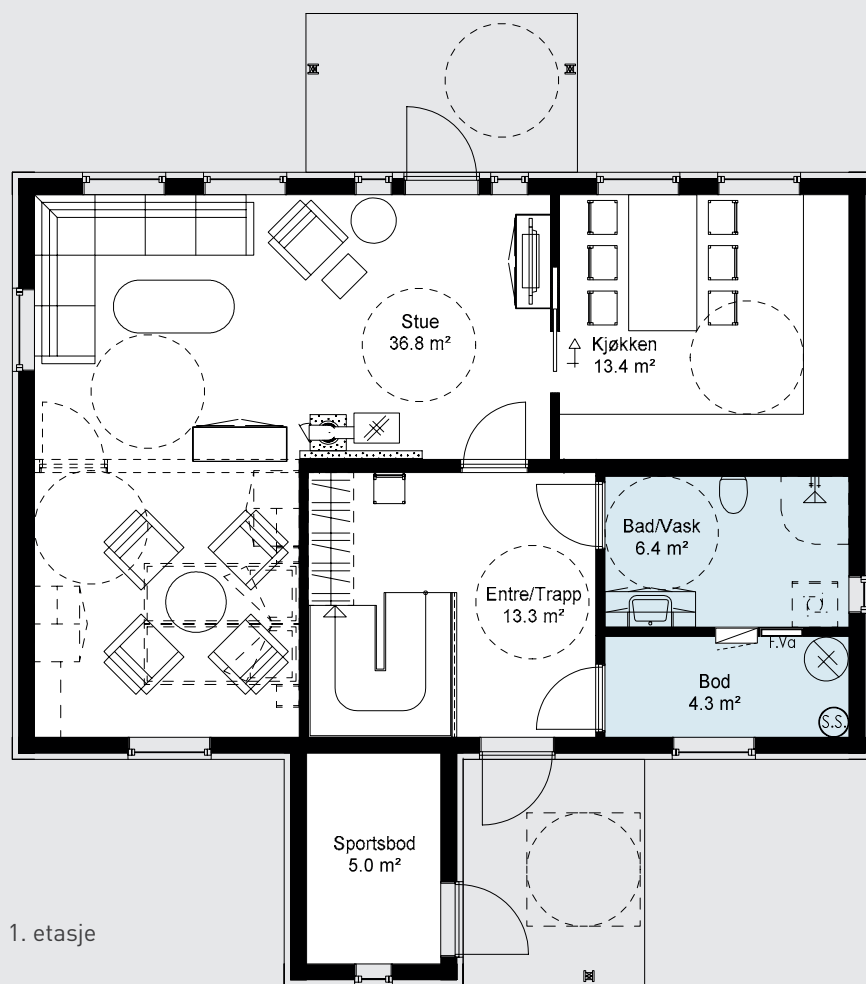 Stue
36.8 m²
Kjøkken
13.4 m²
Bad/Vask
6.4 m²
Entre/Trapp
13.3 m²
F.Va
Bod
4.3 m²
S.S.
Sportsbod
5.0 m²
1. etasje